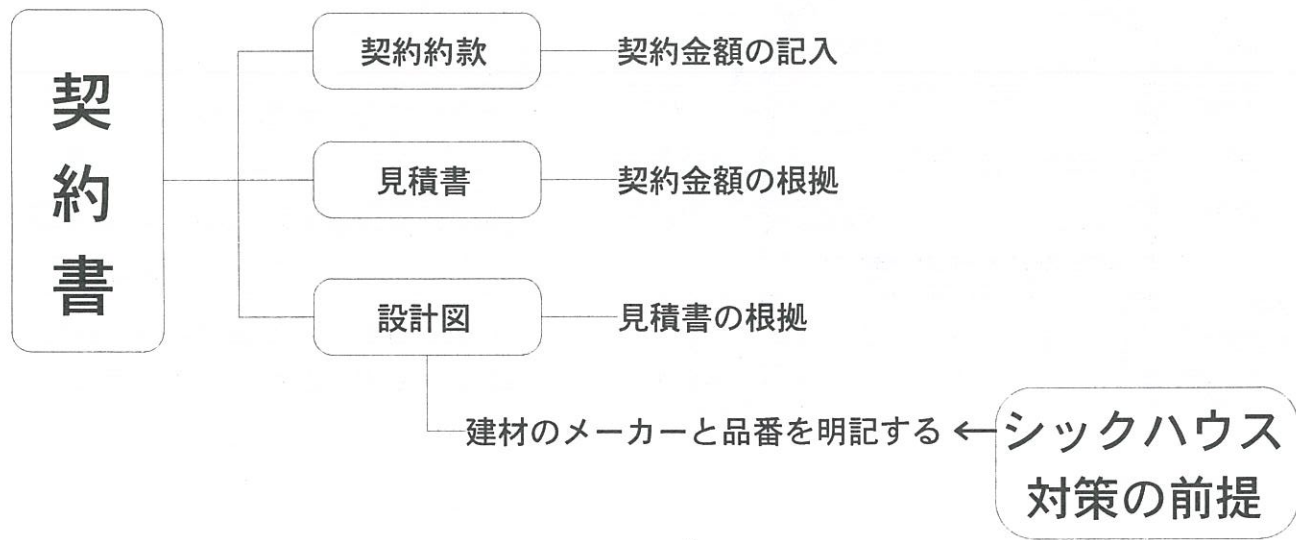 契約書
契約約款
契約金額の記入
見積書
契約金額の根拠
設計図
見積書の根拠
建材のメーカーと品番を明記する
シックハウス
対策の前提